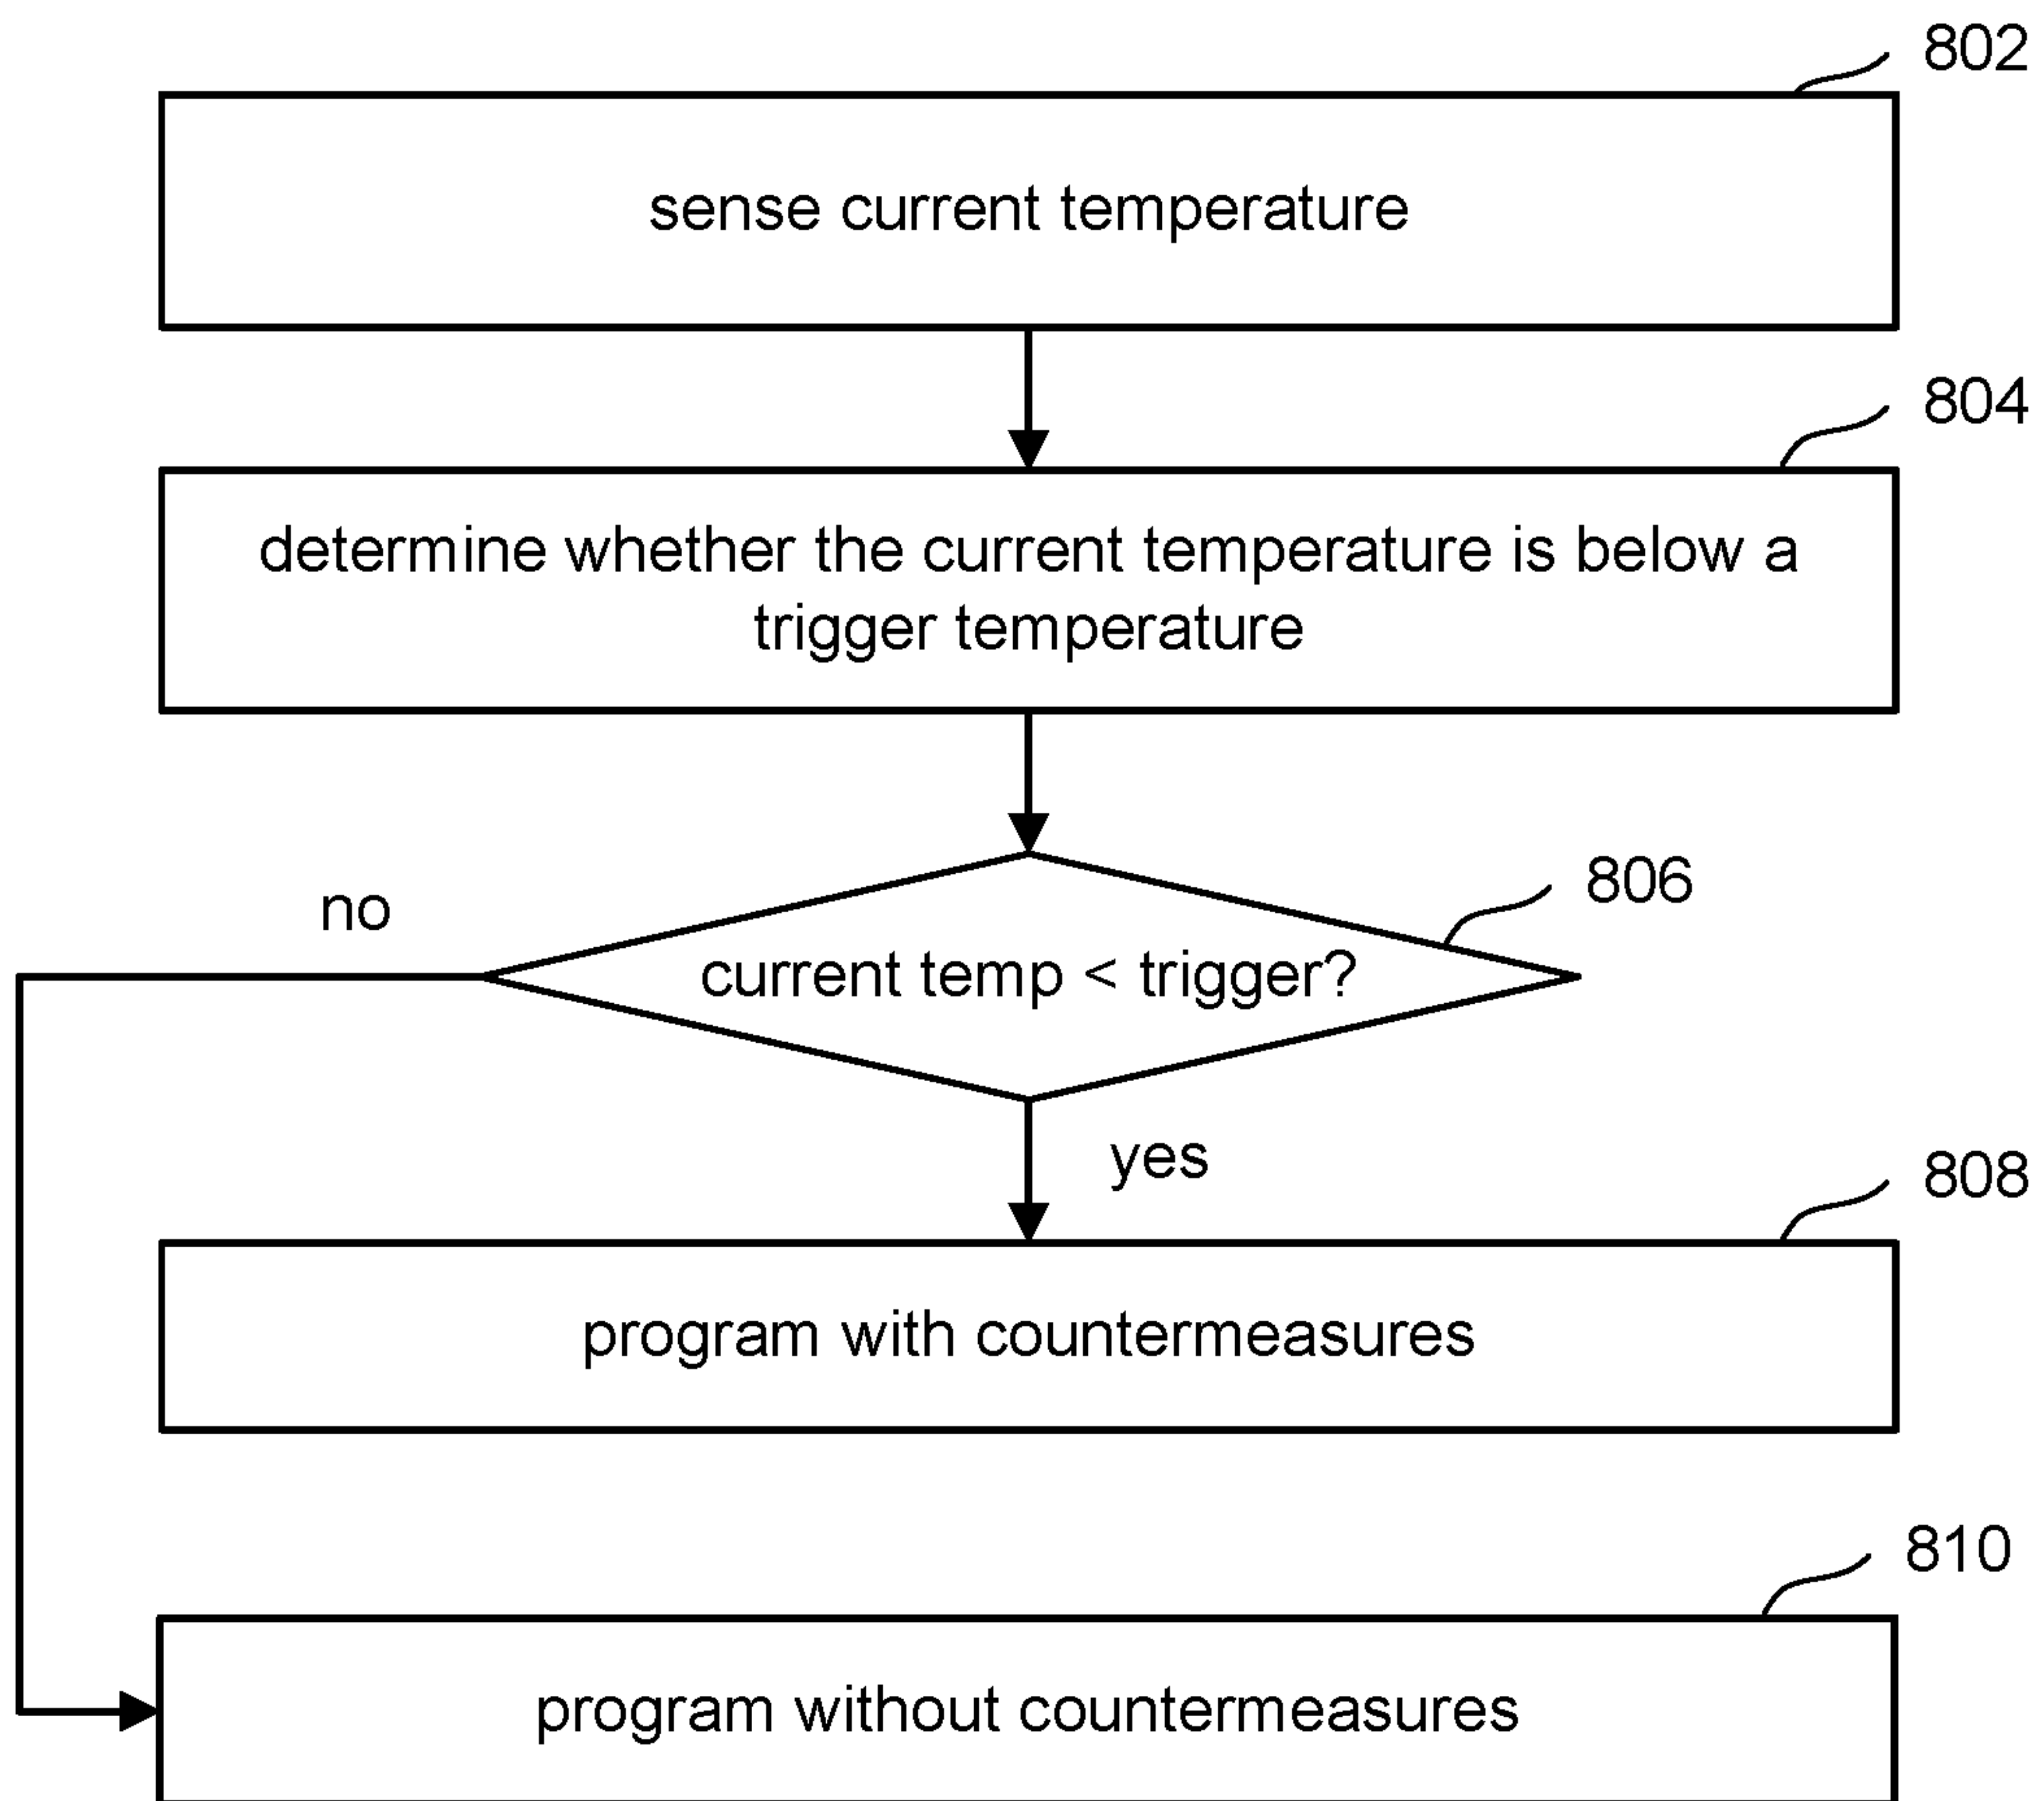 802
sense current temperature
804
determine whether the current temperature is below a
trigger temperature
806
no
current temp < trigger?
yes
808
program with countermeasures
810
program without countermeasures